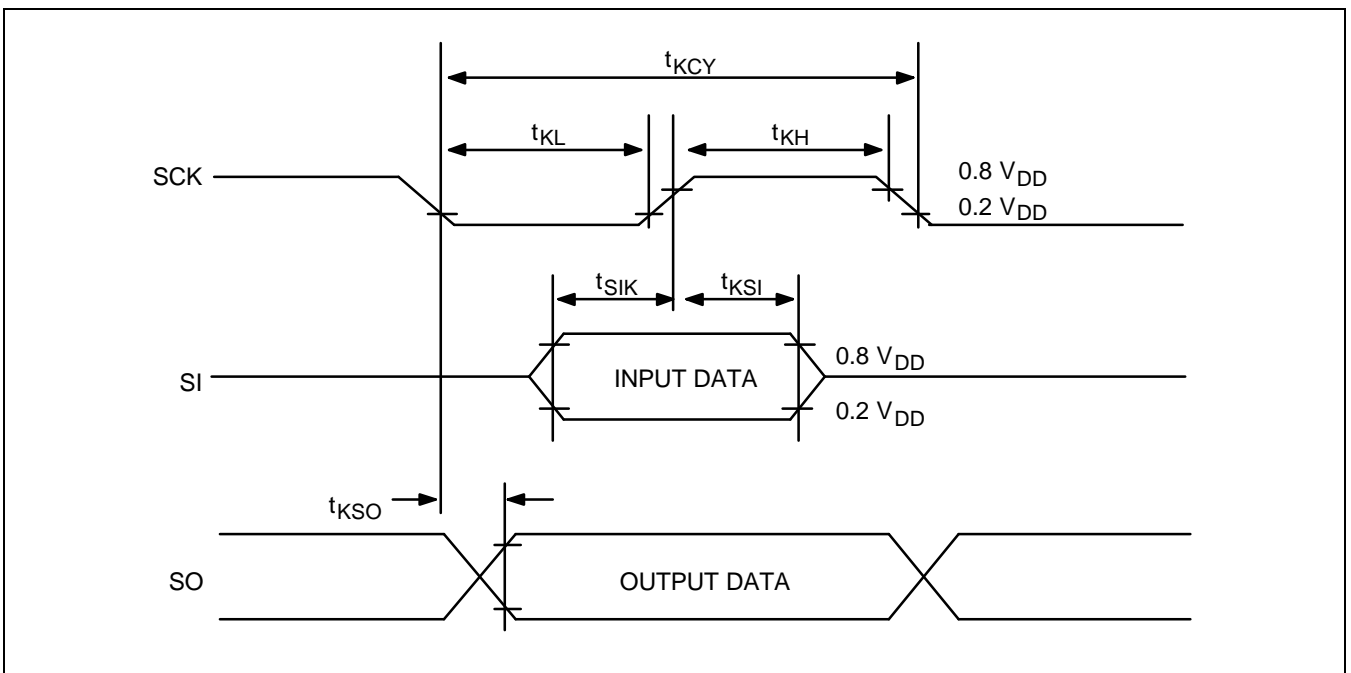 tKCY
tKL
tKH
SCK
0.8 VDD
0.2 VDD
tSIK
tKSI
SI
INPUT DATA
0.8 VDD
0.2 VDD
tKSO
SO
OUTPUT DATA